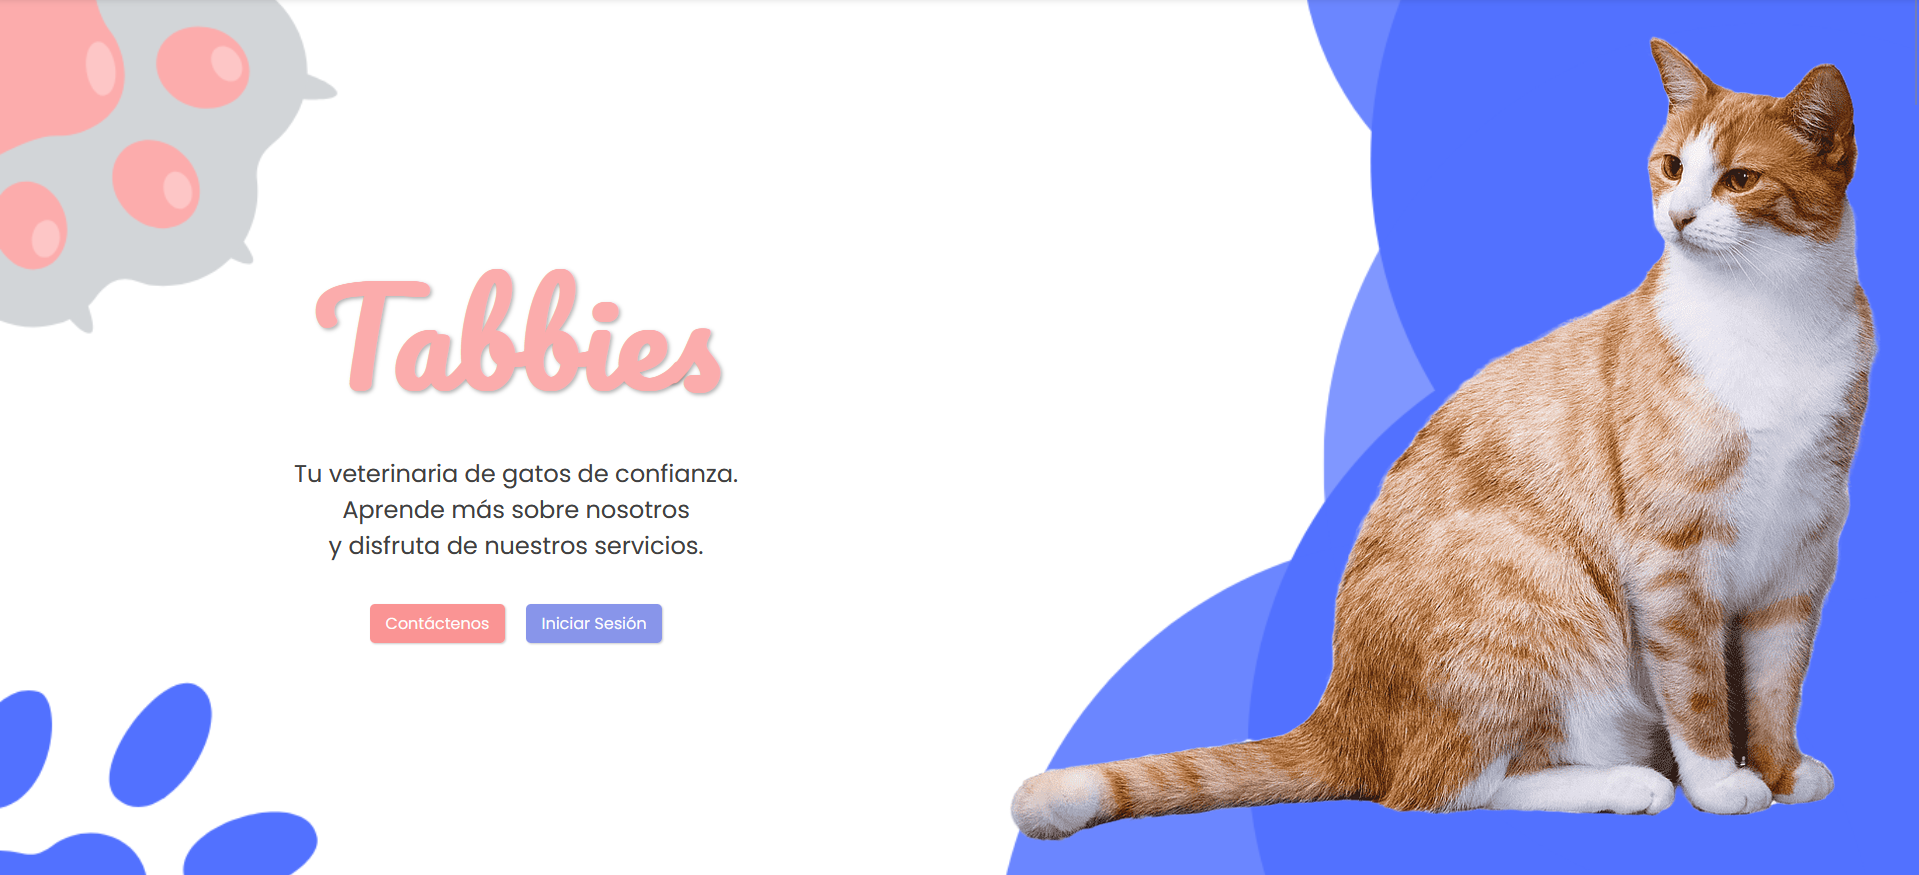 Tabbies
Tu veterinaria de gatos de confianza.
Aprende más sobre nosotros
y disfruta de nuestros servicios.
Contáctenos
Iniciar Sesión